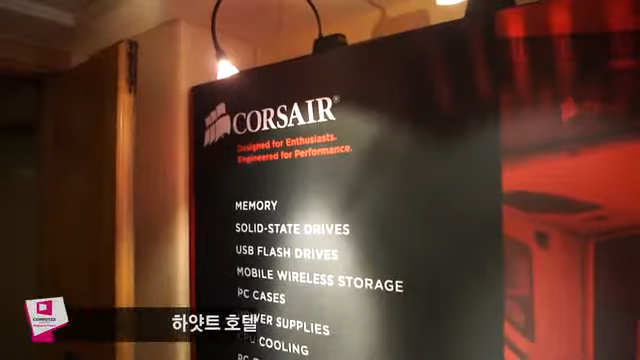 CORSAIR®
Designed for Enthusiasts.
Engineered for Performance.
MEMORY
SOLID-STATE DRIVES
USB FLASH DRIVES
MOBILE WIRELESS STORAGE
PC CASES
SUPPLIES
COOLING
PC
COMPUTEX
하얏트 호텔